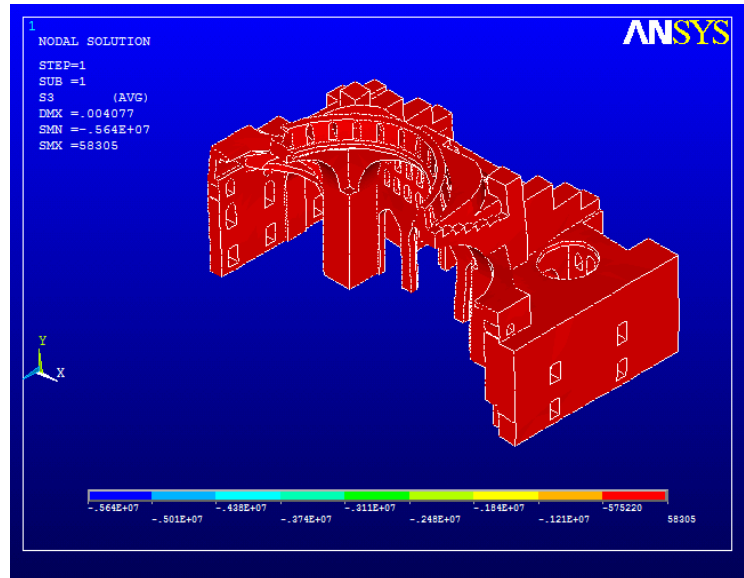 1
ANSYS
NODAL SOLUTION
STEP=1
SUB =1
S3 (AVG)
DMX =.004077
SMN =-.564E+07
SMX =58305
Y
X
-.564E+07 -.438E+07 -.311E+07 -.184E+07 -575220
-.501E+07 -.374E+07 -.248E+07 -.121E+07 58305